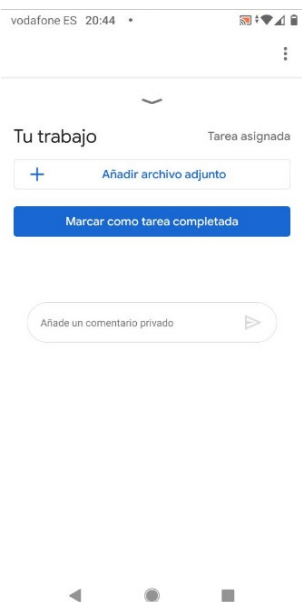 vodafone ES 20:44
Tu trabajo
Tarea asignada
Añadir archivo adjunto
Marcar como tarea completada
Añade un comentario privado